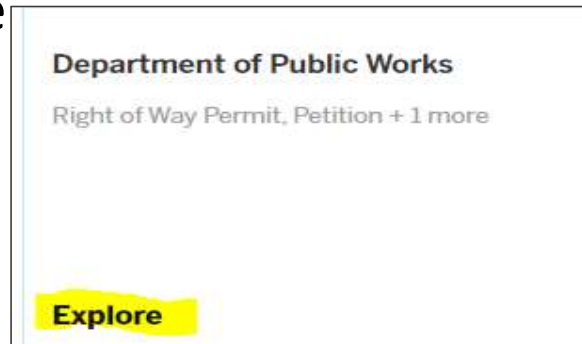 e
Department of Public Works
Right of Way Permit, Petition + 1 more
Explore